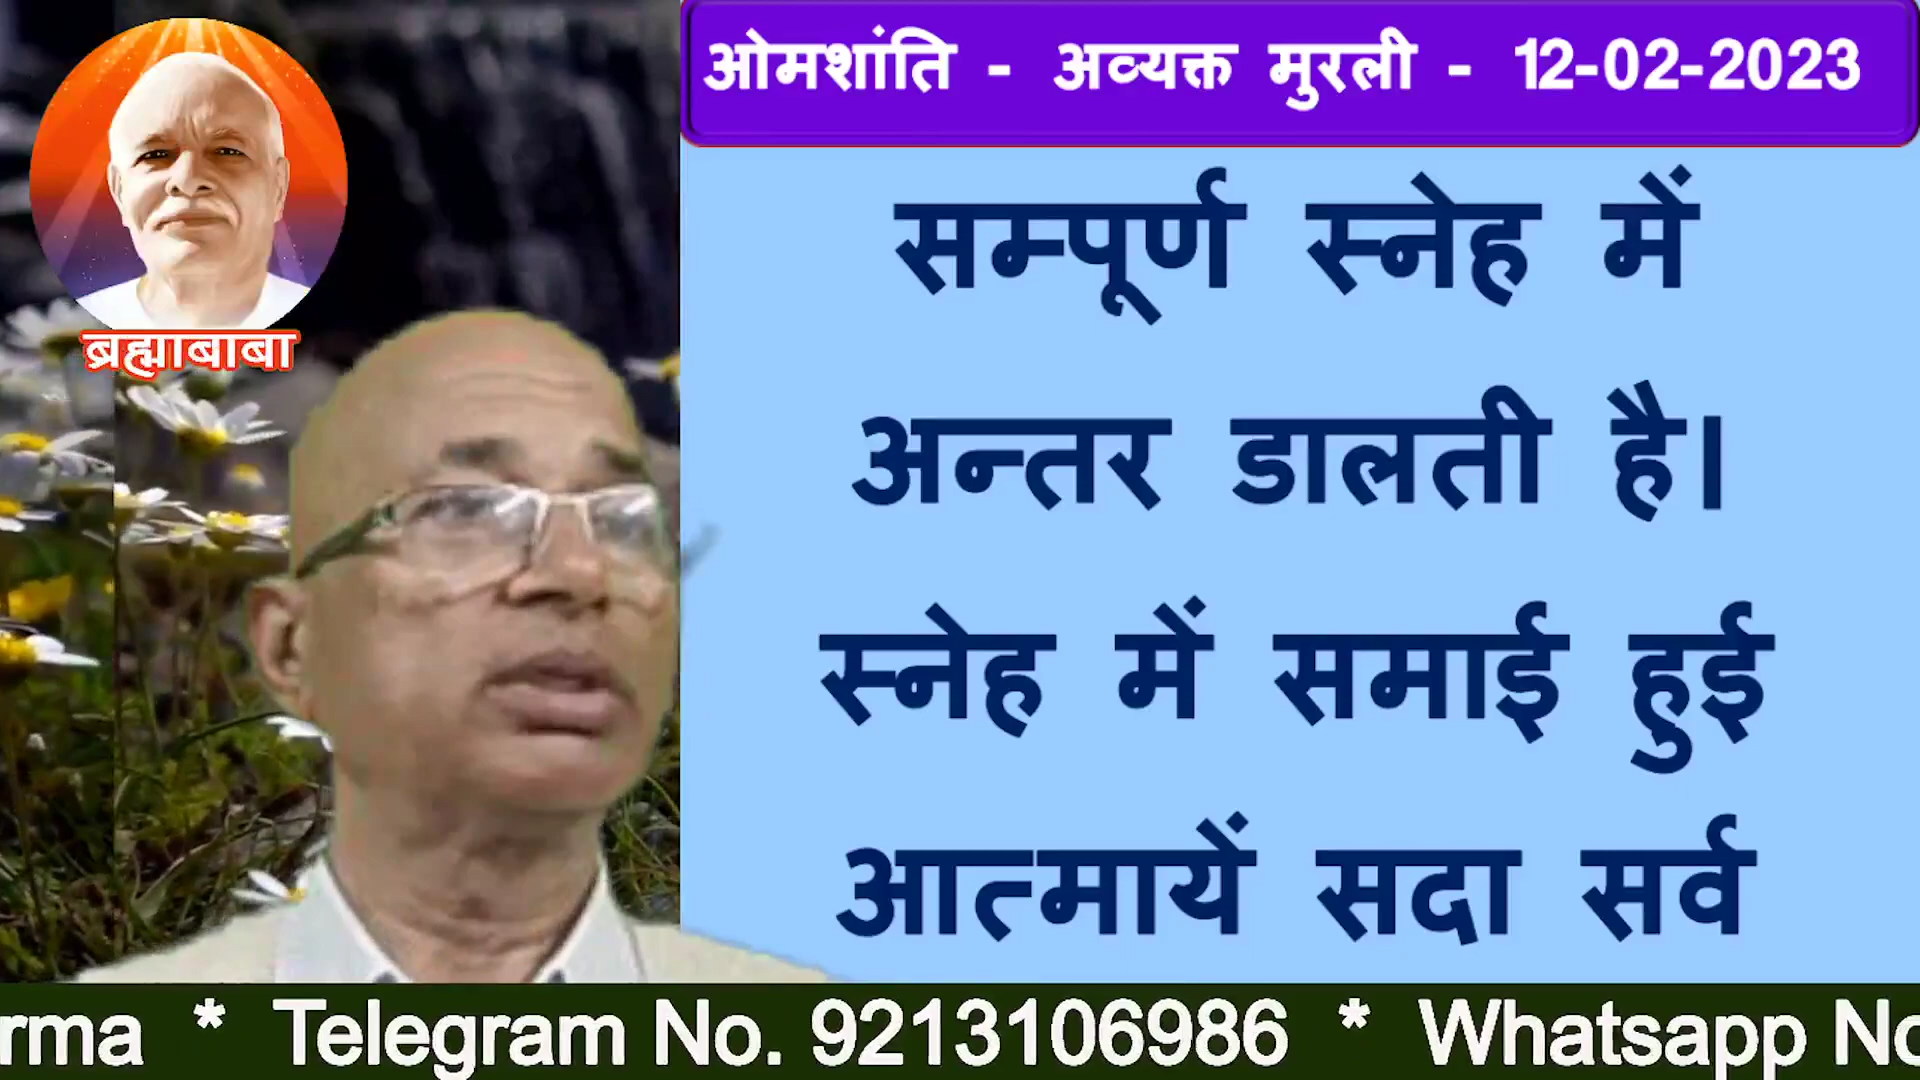 ओमशांति - अव्यक्त मुरली - 12-02-2023
ब्रह्माबाबा
सम्पूर्ण स्नेह में
अन्तर डालती है।
स्नेह में समाई हुई
आत्मायें सदा सर्व
rma * Telegram No. 9213106986 * Whatsapp No